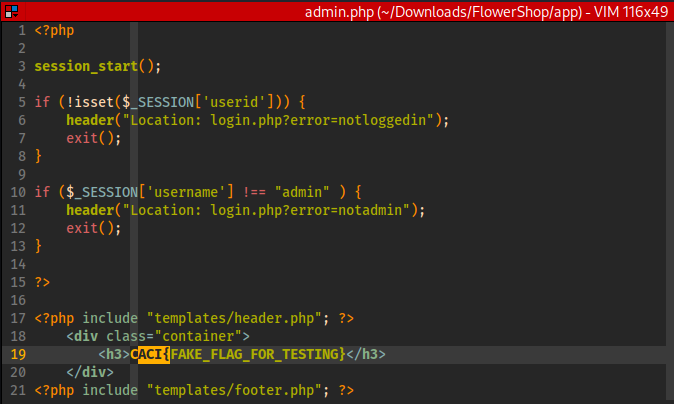 admin.php (~/Downloads/FlowerShop/app) - VIM 116x49
1 <?php
2
3 session_start();
4
5 if (!isset($_SESSION['userid'])) {
6     header("Location: login.php?error=notloggedin");
7     exit();
8 }
9
10 if ($_SESSION['username'] !== "admin" ) {
11     header("Location: login.php?error=notadmin");
12     exit();
13 }
14
15 ?>
16
17 <?php include "templates/header.php"; ?>
18     <div class="container">
19         <h3>CACI{FAKE_FLAG_FOR_TESTING}</h3>
20     </div>
21 <?php include "templates/footer.php"; ?>